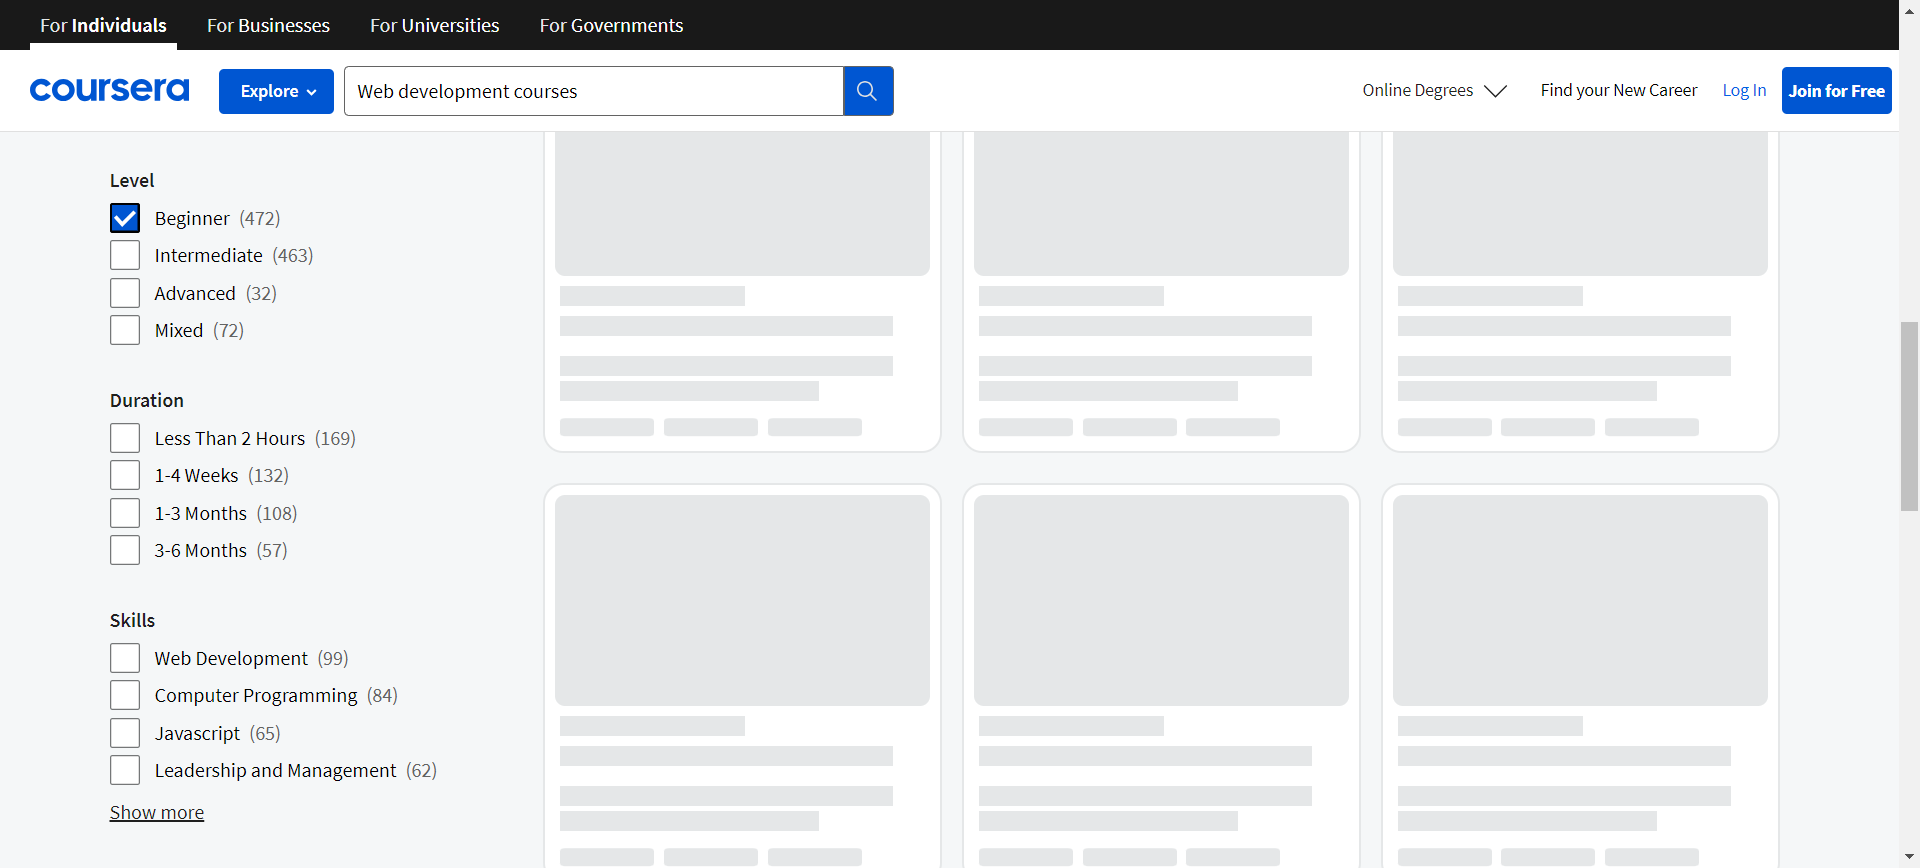 For Individuals For Businesses For Universities For Governments
coursera Explore Web development courses Online Degrees Find your New Career Log In Join for Free
Level
Beginner (472)
Intermediate (463)
Advanced (32)
Mixed (72)
Duration
Less Than 2 Hours (169)
1-4 Weeks (132)
1-3 Months (108)
3-6 Months (57)
Skills
Web Development (99)
Computer Programming (84)
Javascript (65)
Leadership and Management (62)
Show more